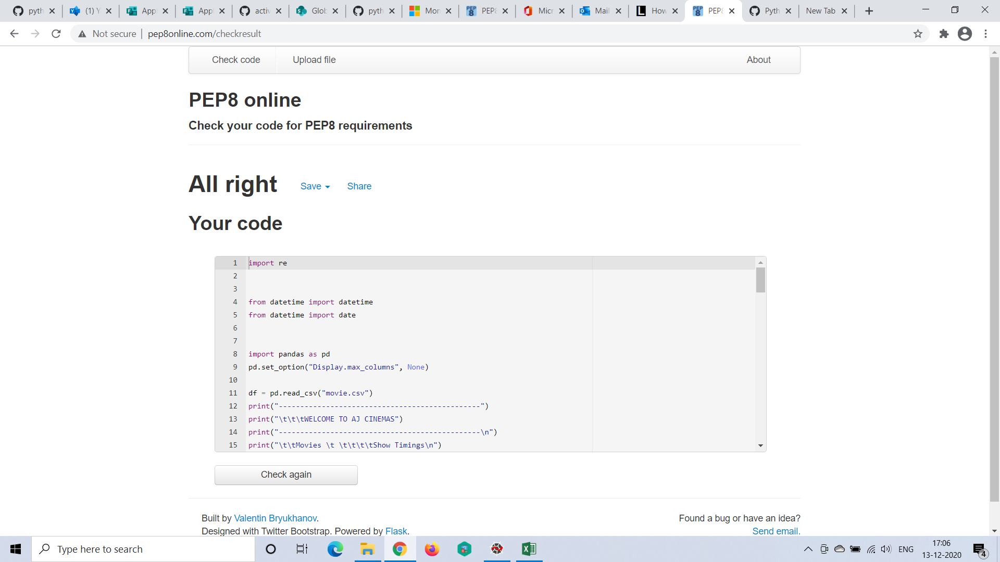 pyth
(1) Y
App
App
activ
Glob
pyth
Mon
PEP8
Micr
Mail
How
PEP8
Pyth
New Tab
Not secure | pep8online.com/checkresult
Check code
Upload file
About
PEP8 online
Check your code for PEP8 requirements
All right
Save
Share
Your code
1 import re
2
3
4 from datetime import datetime
5 from datetime import date
6
7
8 import pandas as pd
9 pd.set_option("Display.max_columns", None)
10
11 df = pd.read_csv("movie.csv")
12 print("-----------------------------------------------")
13 print("\t\t\tWELCOME TO AJ CINEMAS")
14 print("-----------------------------------------------\n")
15 print("\t\tMovies \t \t\t\t\tShow Timings\n")
Check again
Built by Valentin Bryukhanov.
Found a bug or have an idea?
Designed with Twitter Bootstrap. Powered by Flask.
Send email.
Type here to search
ENG
17:06
13-12-2020
4